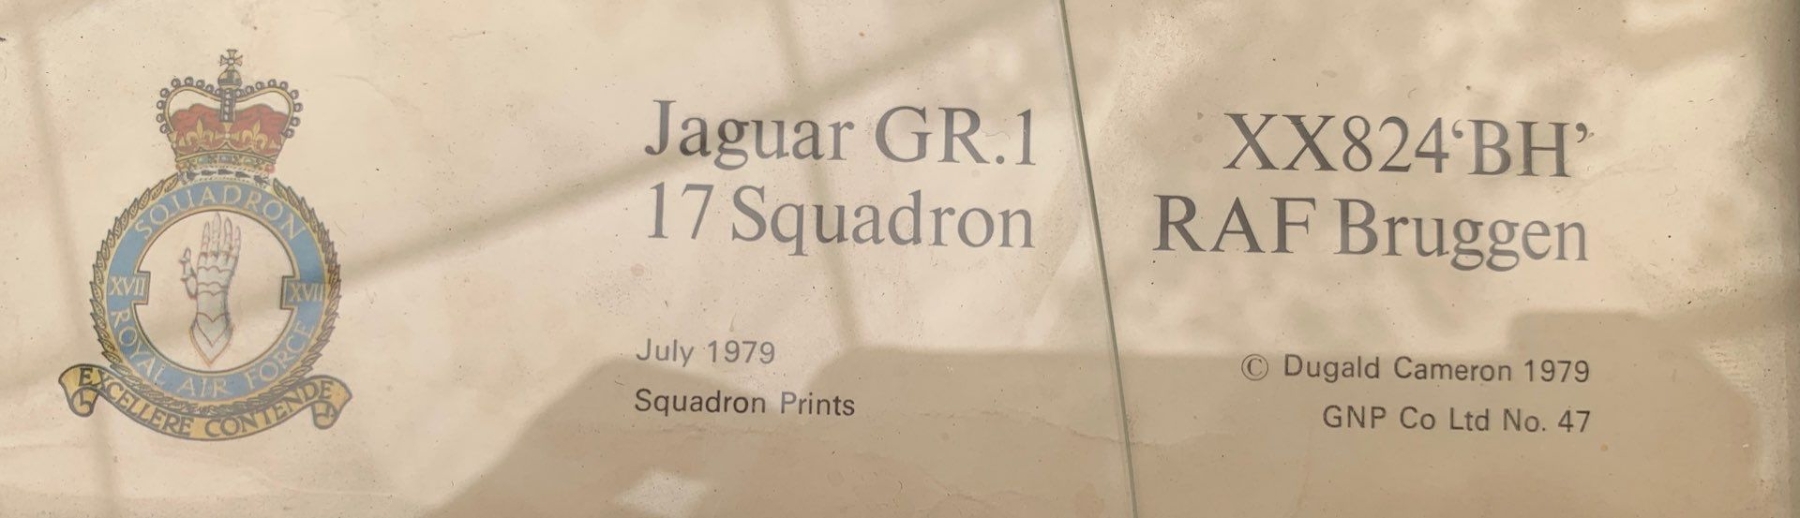 SQUADRON
XVII XVII
ROYAL AIR FORCE
EXCELLERE CONTENDE
Jaguar GR.1
17 Squadron
July 1979
Squadron Prints
XX824‘BH’
RAF Bruggen
© Dugald Cameron 1979
GNP Co Ltd No. 47